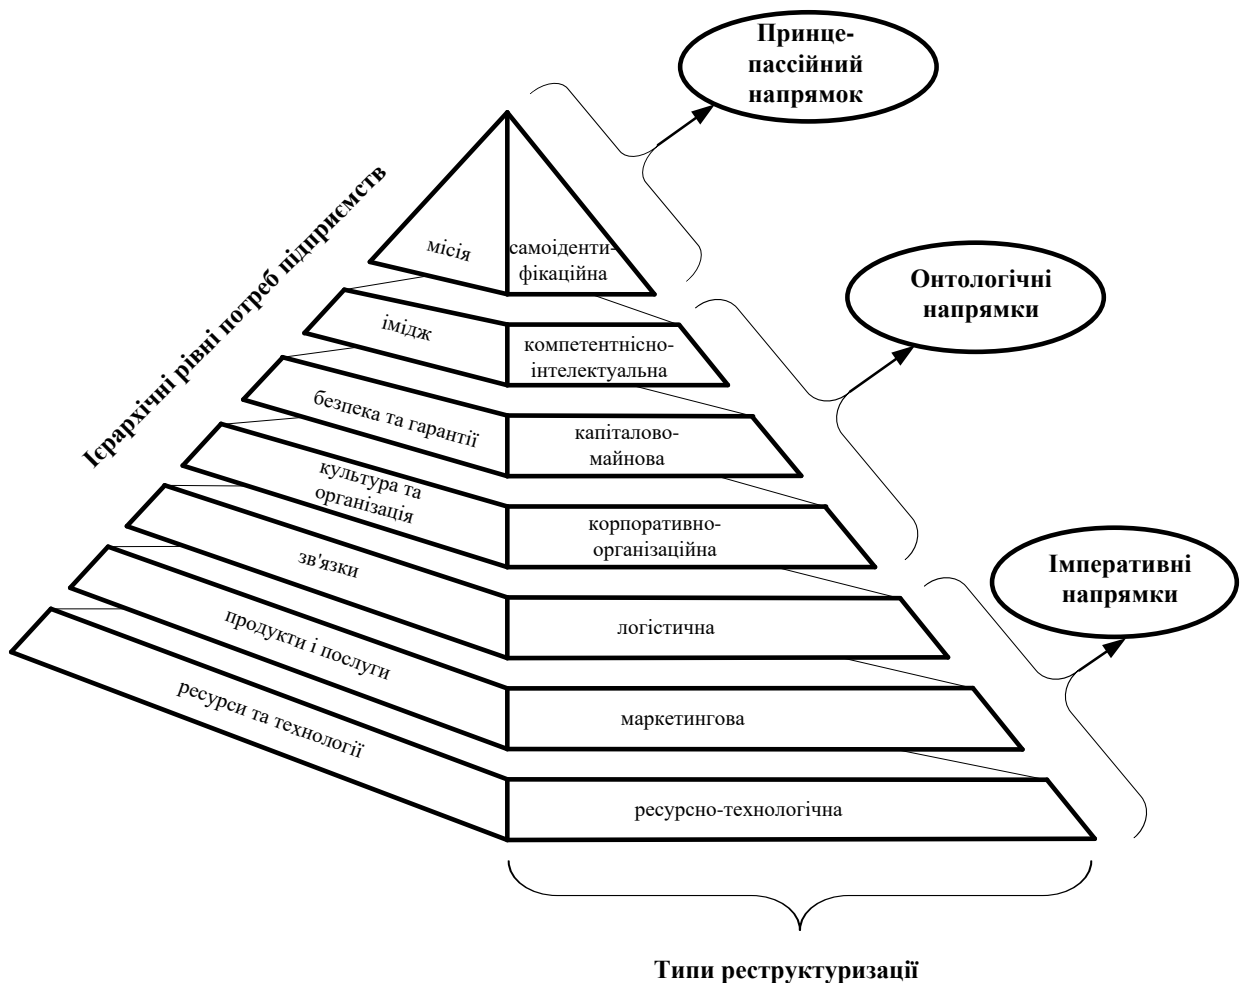 Принце-
пассійний
напрямок
Ієрархічні рівні потреб підприємств
місія
самоіденти-
фікаційна
Онтологічні
напрямки
імідж
компетентнісно-
інтелектуальна
безпека та гарантії
капіталово-
майнова
культура та
організація
корпоративно-
організаційна
Імперативні
напрямки
зв'язки
логістична
продукти і послуги
маркетингова
ресурси та технології
ресурсно-технологічна
Типи реструктуризації